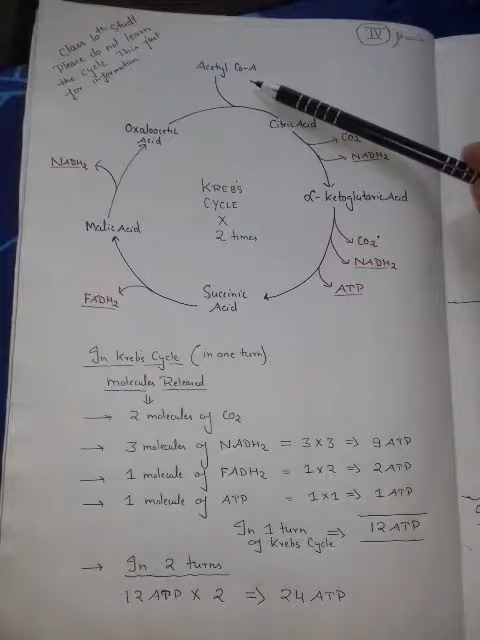 Class 10th Stud!
Please do not learn
the cycle. This just
for information
IV
Acetyl Co-A
Oxaloacetic
Acid
Citric Acid
CO2
NADH2
NADH2
KREB'S
CYCLE
X
2 times
α-ketoglutaric Acid
Malic Acid
CO2
NADH2
ATP
FADH2
Succinic
Acid
In Kreb's Cycle (in one turn)
molecules Released
⇓
→ 2 molecules of CO2
→ 3 molecules of NADH2 = 3×3 ⇒ 9 ATP
→ 1 molecule of FADH2 = 1×2 ⇒ 2 ATP
→ 1 molecule of ATP = 1×1 ⇒ 1 ATP
In 1 turn ⇒ 12 ATP
of Krebs Cycle
→ In 2 turns
12 ATP × 2 ⇒ 24 ATP